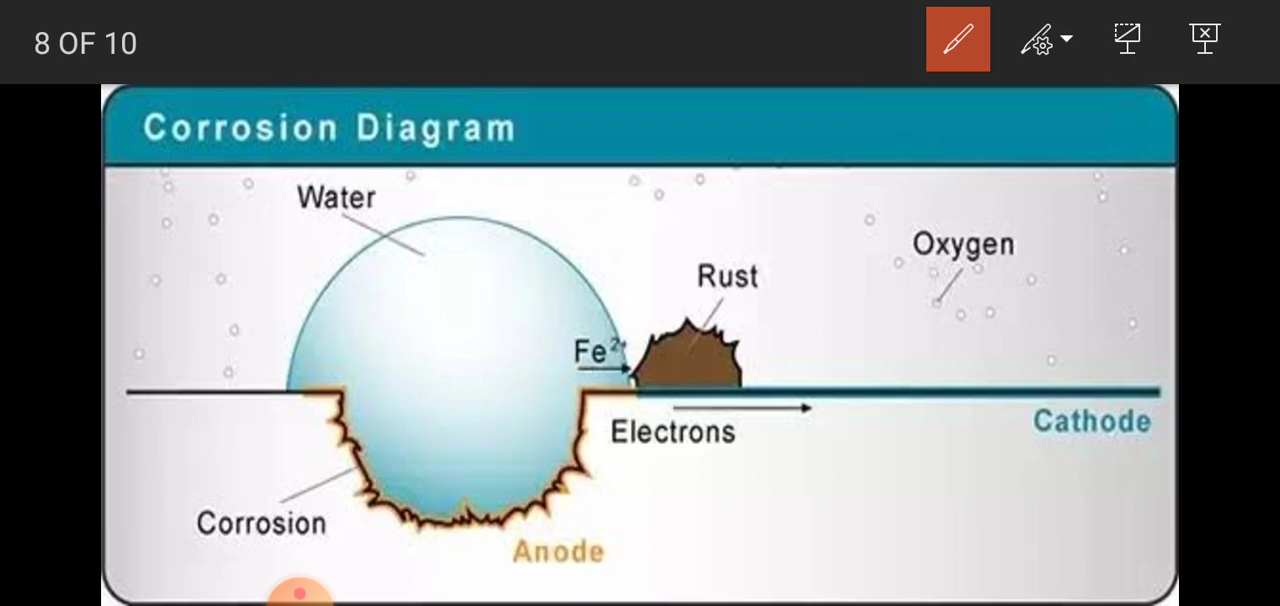 8 OF 10
Corrosion Diagram
Water
Oxygen
Rust
Fe²⁺
Electrons
Cathode
Corrosion
Anode